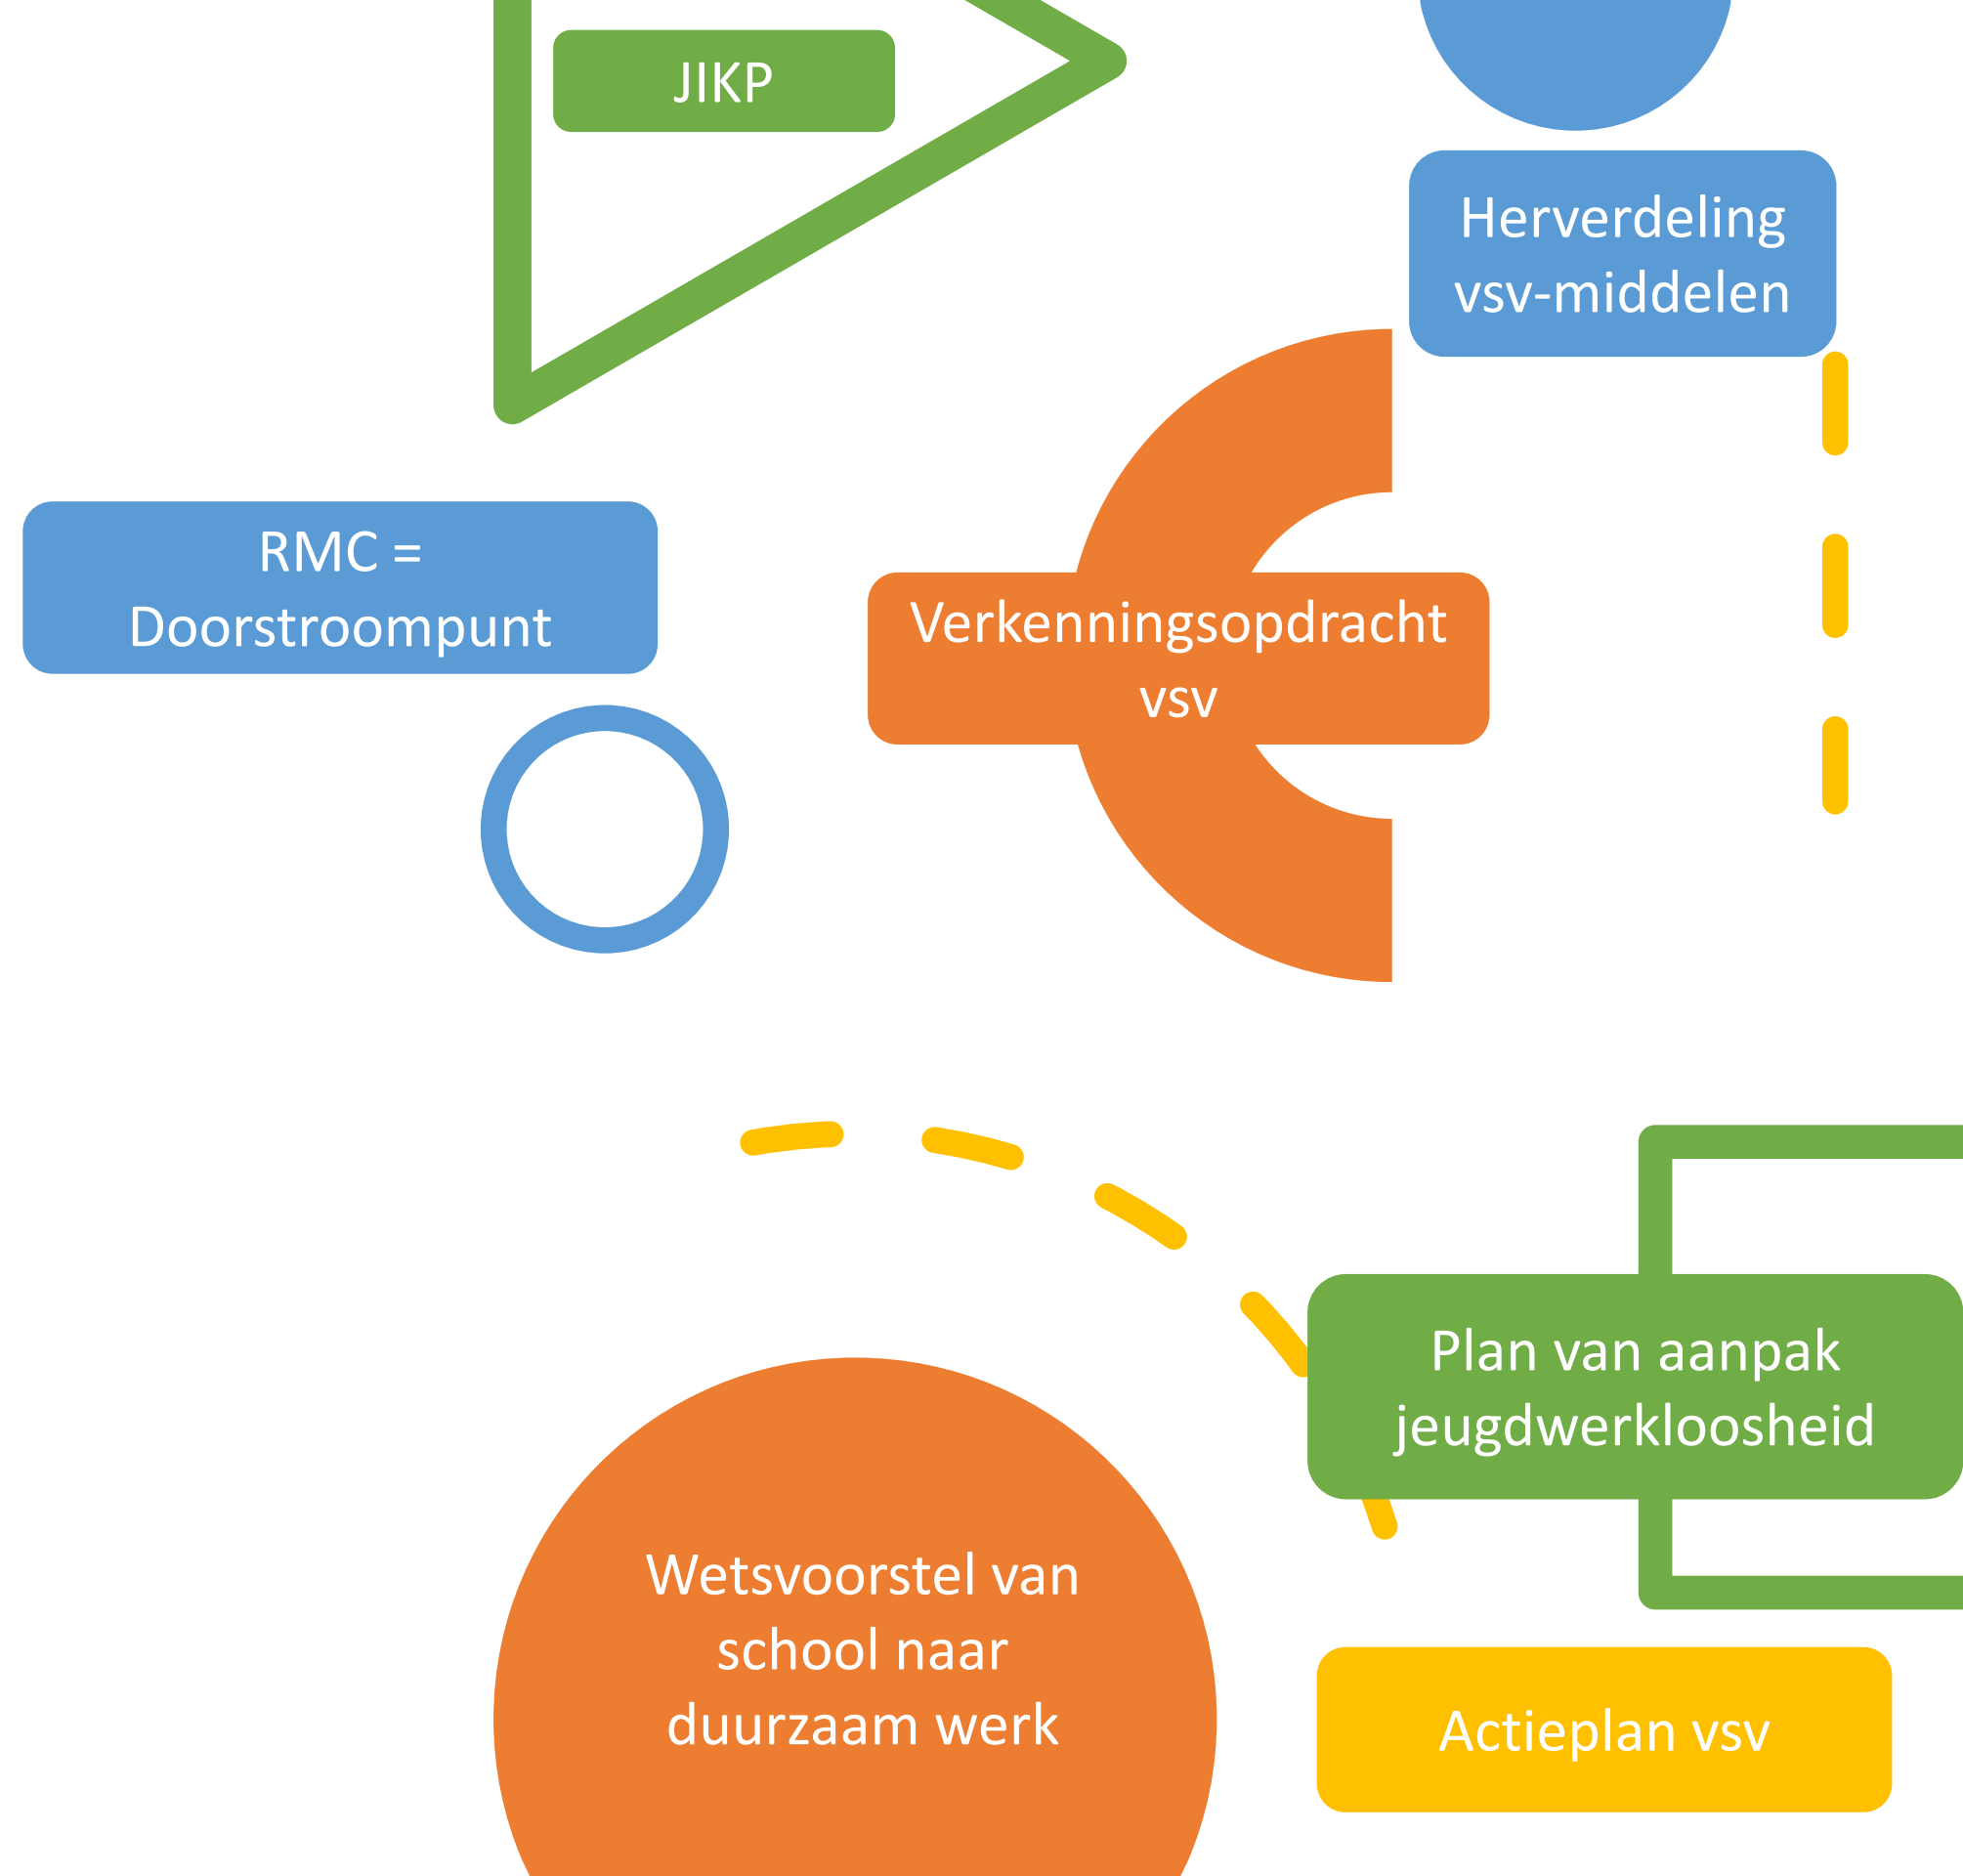 JIKP
Herverdeling
vsv-middelen
RMC =
Doorstroompunt
Verkenningsopdracht
vsv
Plan van aanpak
jeugdwerkloosheid
Wetsvoorstel van
school naar
duurzaam werk
Actieplan vsv